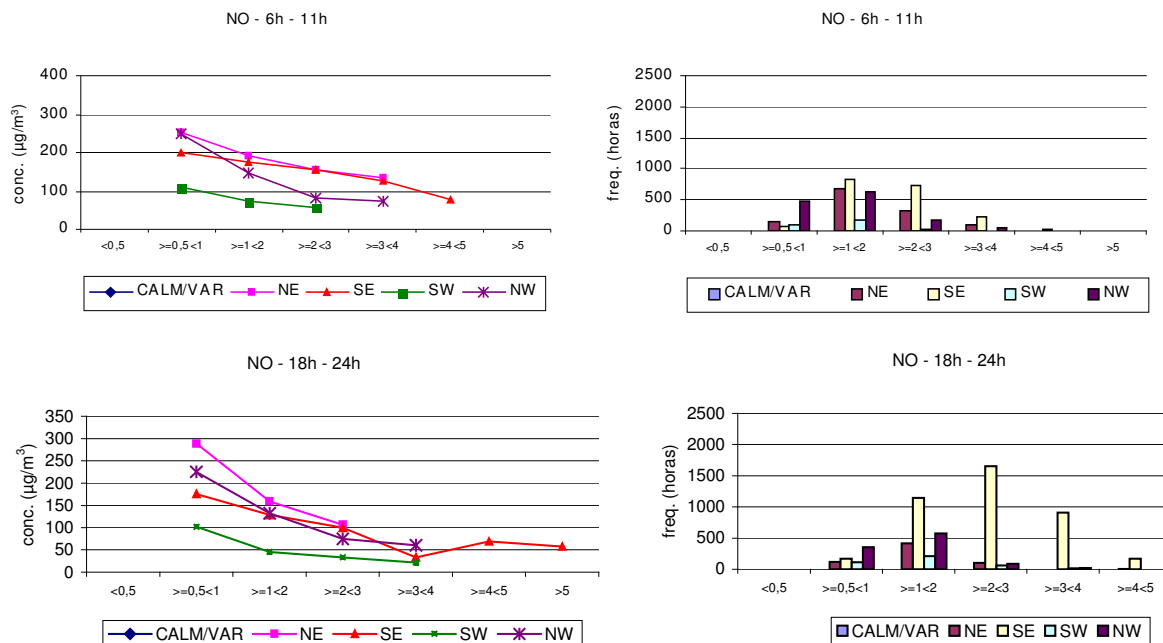 NO - 6h - 11h
conc. (µg/m³)
400
300
200
100
0
<0,5 >=0,5<1 >=1<2 >=2<3 >=3<4 >=4<5 >5
CALM/VAR NE SE SW NW
NO - 6h - 11h
freq. (horas)
2500
2000
1500
1000
500
0
<0,5 >=0,5<1 >=1<2 >=2<3 >=3<4 >=4<5 >5
CALM/VAR NE SE SW NW
NO - 18h - 24h
conc. (µg/m³)
350
300
250
200
150
100
50
0
<0,5 >=0,5<1 >=1<2 >=2<3 >=3<4 >=4<5 >5
CALM/VAR NE SE SW NW
NO - 18h - 24h
freq. (horas)
2500
2000
1500
1000
500
0
<0,5 >=0,5<1 >=1<2 >=2<3 >=3<4 >=4<5 >5
CALM/VAR NE SE SW NW